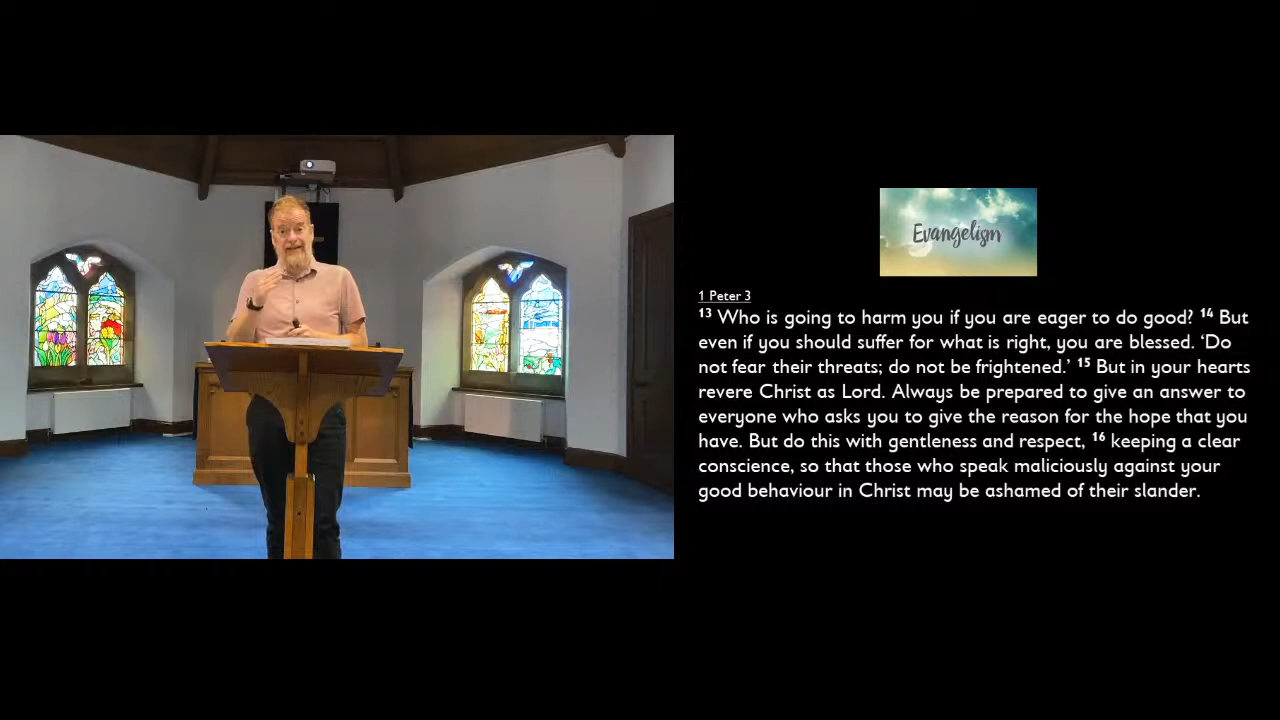 Evangelism
1 Peter 3
13 Who is going to harm you if you are eager to do good? 14 But
even if you should suffer for what is right, you are blessed. ‘Do
not fear their threats; do not be frightened.’ 15 But in your hearts
revere Christ as Lord. Always be prepared to give an answer to
everyone who asks you to give the reason for the hope that you
have. But do this with gentleness and respect, 16 keeping a clear
conscience, so that those who speak maliciously against your
good behaviour in Christ may be ashamed of their slander.